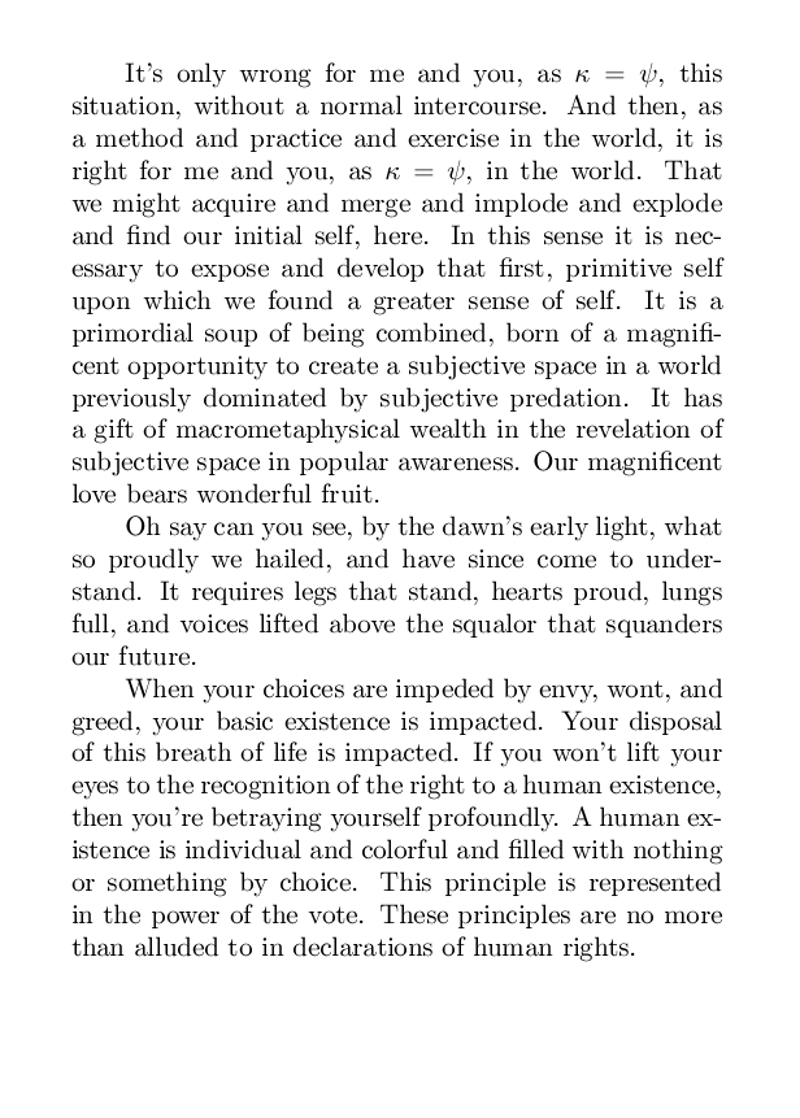 It's only wrong for me and you, as κ = ψ, this
situation, without a normal intercourse. And then, as
a method and practice and exercise in the world, it is
right for me and you, as κ = ψ, in the world. That
we might acquire and merge and implode and explode
and find our initial self, here. In this sense it is nec-
essary to expose and develop that first, primitive self
upon which we found a greater sense of self. It is a
primordial soup of being combined, born of a magnifi-
cent opportunity to create a subjective space in a world
previously dominated by subjective predation. It has
a gift of macrometaphysical wealth in the revelation of
subjective space in popular awareness. Our magnificent
love bears wonderful fruit.
Oh say can you see, by the dawn's early light, what
so proudly we hailed, and have since come to under-
stand. It requires legs that stand, hearts proud, lungs
full, and voices lifted above the squalor that squanders
our future.
When your choices are impeded by envy, wont, and
greed, your basic existence is impacted. Your disposal
of this breath of life is impacted. If you won't lift your
eyes to the recognition of the right to a human existence,
then you're betraying yourself profoundly. A human ex-
istence is individual and colorful and filled with nothing
or something by choice. This principle is represented
in the power of the vote. These principles are no more
than alluded to in declarations of human rights.